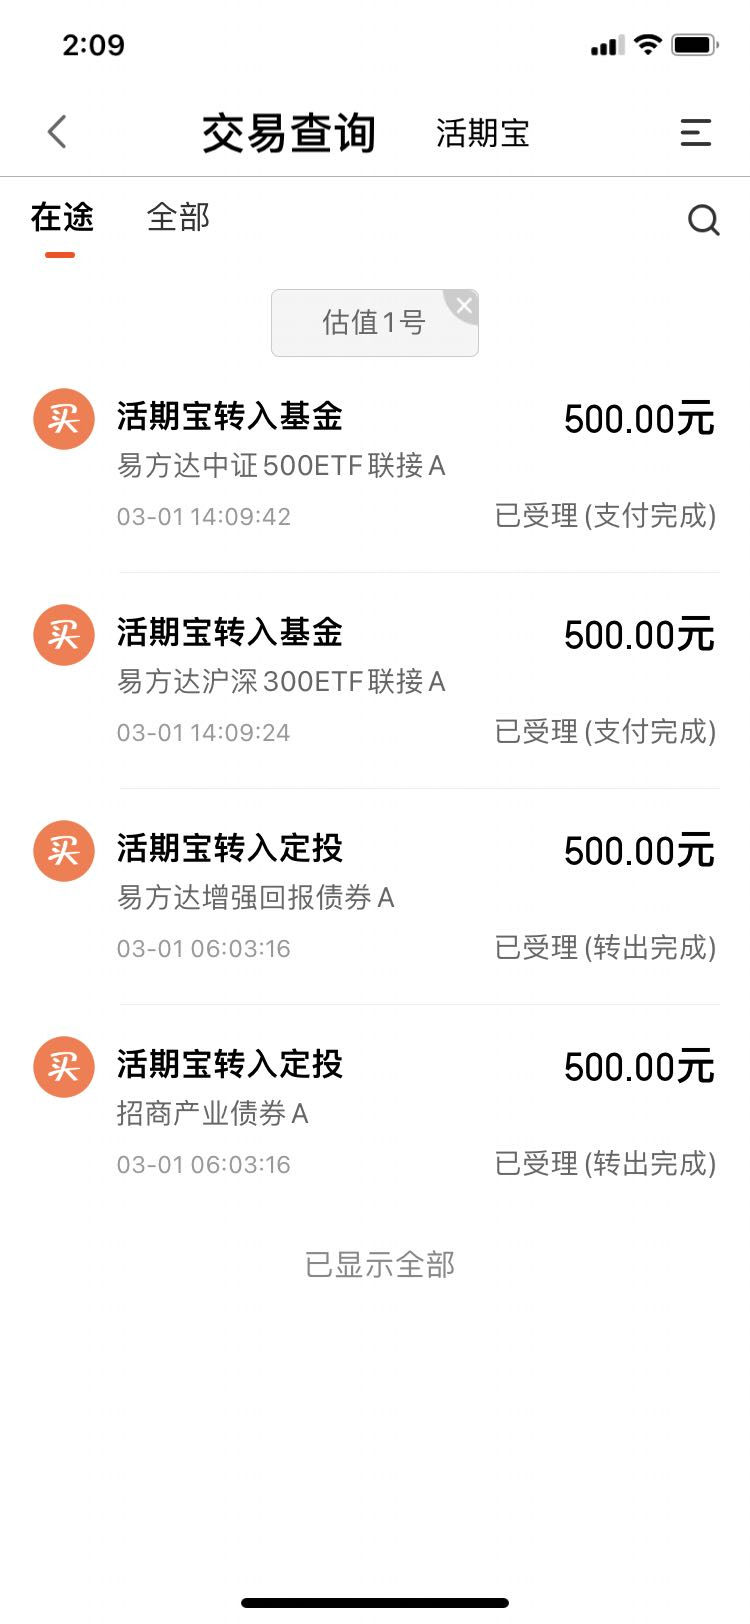 2:09
交易查询 活期宝
在途 全部
估值1号
买 活期宝转入基金 500.00元
易方达中证500ETF联接A
03-01 14:09:42 已受理(支付完成)
买 活期宝转入基金 500.00元
易方达沪深300ETF联接A
03-01 14:09:24 已受理(支付完成)
买 活期宝转入定投 500.00元
易方达增强回报债券A
03-01 06:03:16 已受理(转出完成)
买 活期宝转入定投 500.00元
招商产业债券A
03-01 06:03:16 已受理(转出完成)
已显示全部